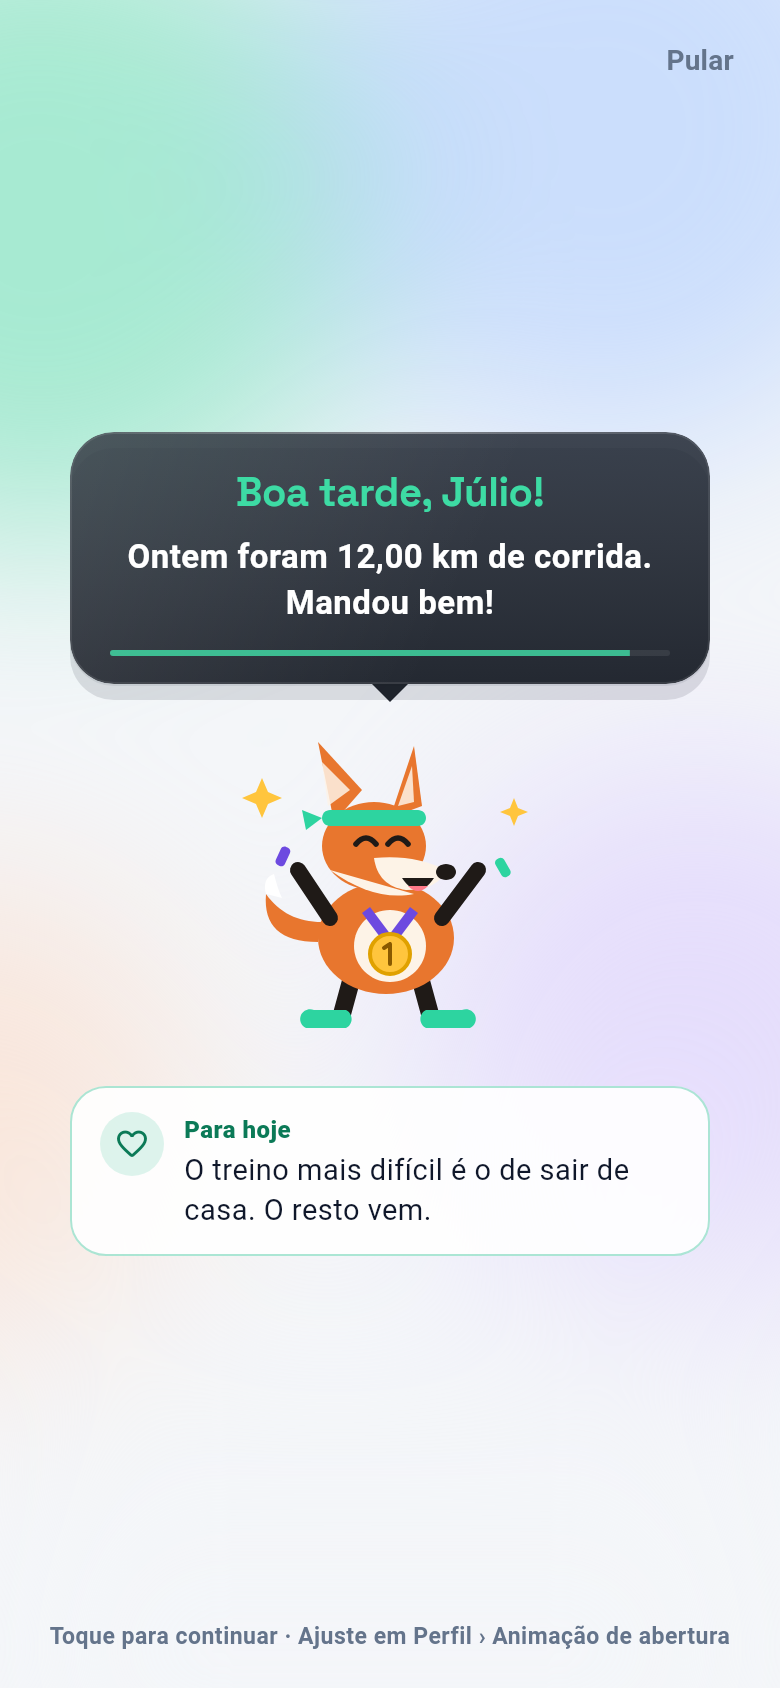 Pular
Boa tarde, Júlio!
Ontem foram 12,00 km de corrida.
Mandou bem!
1
Para hoje
O treino mais difícil é o de sair de
casa. O resto vem.
Toque para continuar · Ajuste em Perfil › Animação de abertura